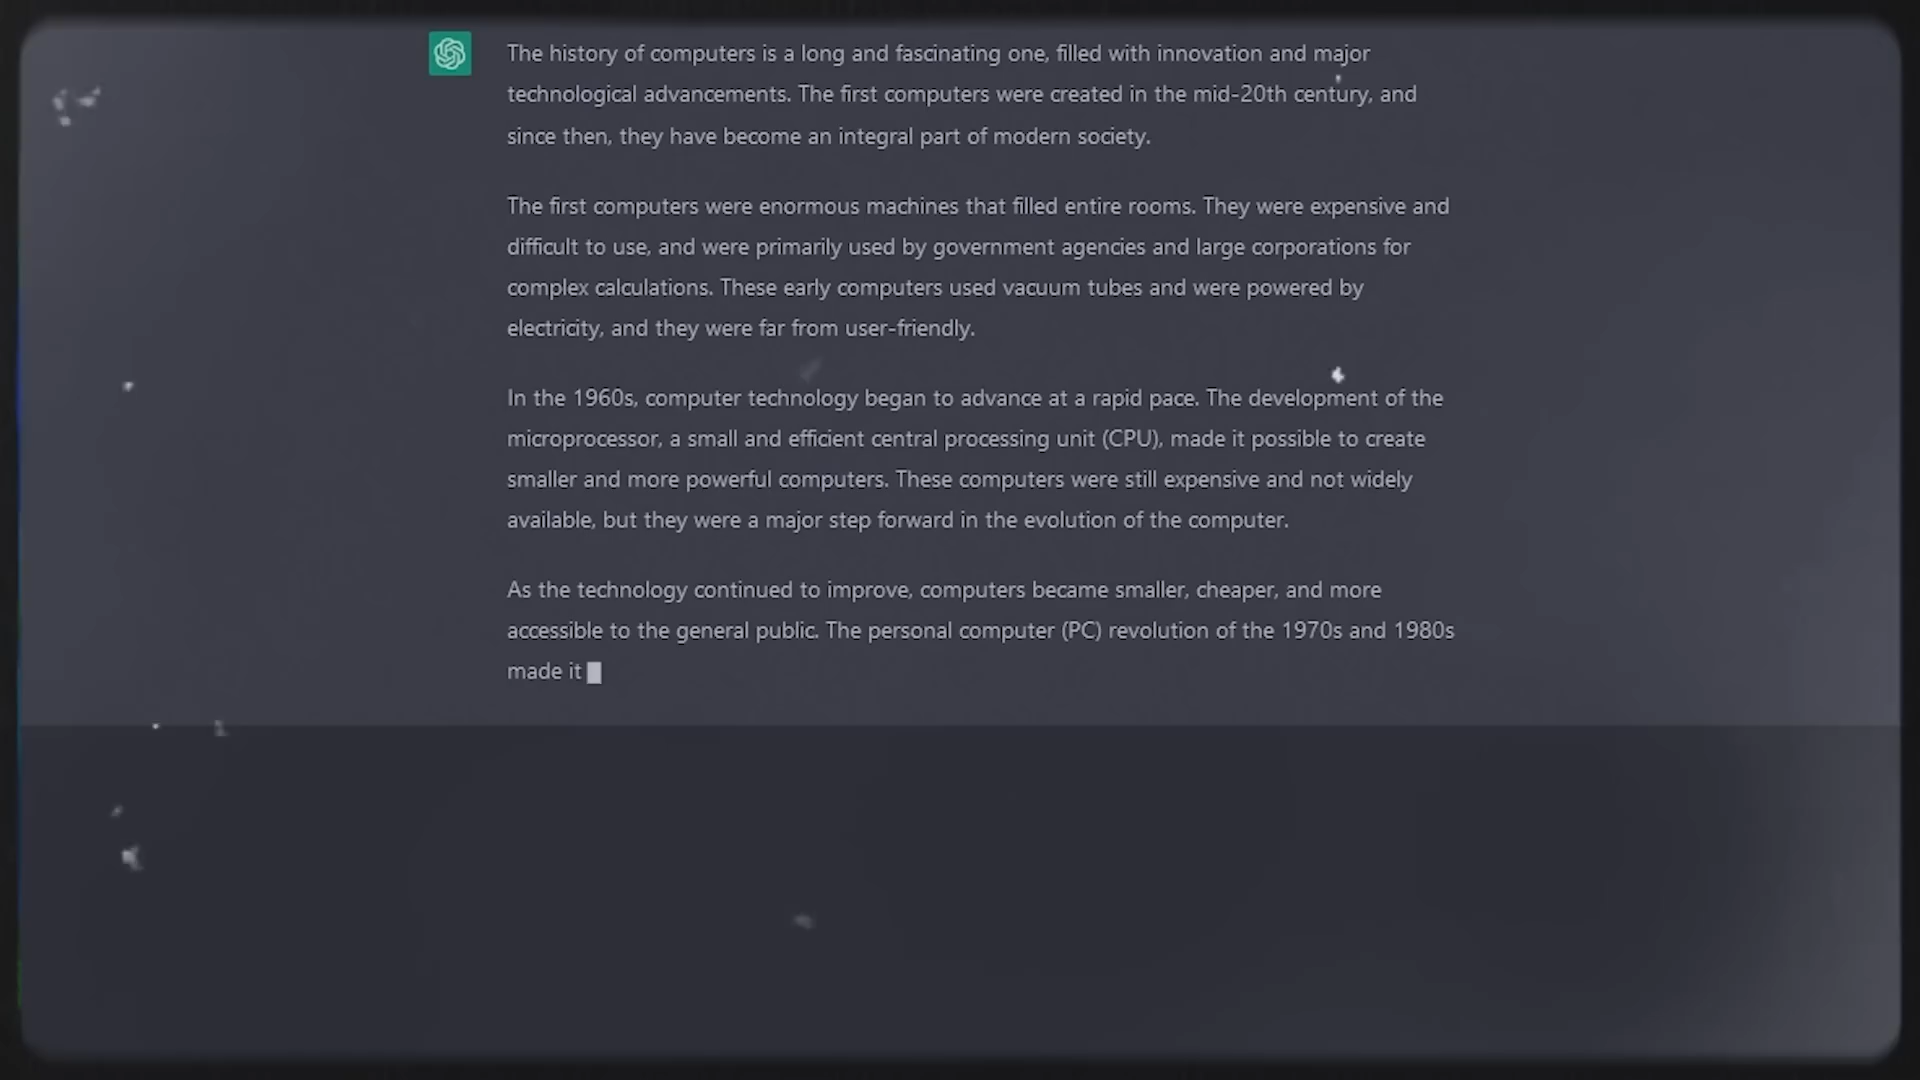 The history of computers is a long and fascinating one, filled with innovation and major
technological advancements. The first computers were created in the mid-20th century, and
since then, they have become an integral part of modern society.
The first computers were enormous machines that filled entire rooms. They were expensive and
difficult to use, and were primarily used by government agencies and large corporations for
complex calculations. These early computers used vacuum tubes and were powered by
electricity, and they were far from user-friendly.
In the 1960s, computer technology began to advance at a rapid pace. The development of the
microprocessor, a small and efficient central processing unit (CPU), made it possible to create
smaller and more powerful computers. These computers were still expensive and not widely
available, but they were a major step forward in the evolution of the computer.
As the technology continued to improve, computers became smaller, cheaper, and more
accessible to the general public. The personal computer (PC) revolution of the 1970s and 1980s
made it